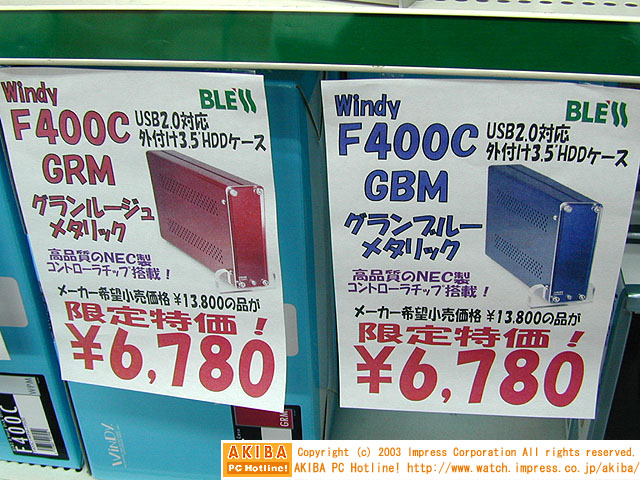 Windy
BLESS
F400C
USB2.0対応
外付け3.5"HDDケース
GRM
グランルージュ
メタリック
高品質のNEC製
コントローラチップ搭載！
メーカー希望小売価格 ¥13.800の品が
限定特価！
¥6,780
Windy
BLESS
F400C
USB2.0対応
外付け3.5"HDDケース
GBM
グランブルー
メタリック
高品質のNEC製
コントローラチップ搭載！
メーカー希望小売価格 ¥13.800の品が
限定特価！
¥6,780
F400C
WINDY
GRM
AKIBA
PC Hotline!
Copyright (c) 2003 Impress Corporation All rights reserved.
AKIBA PC Hotline! http://www.watch.impress.co.jp/akiba/